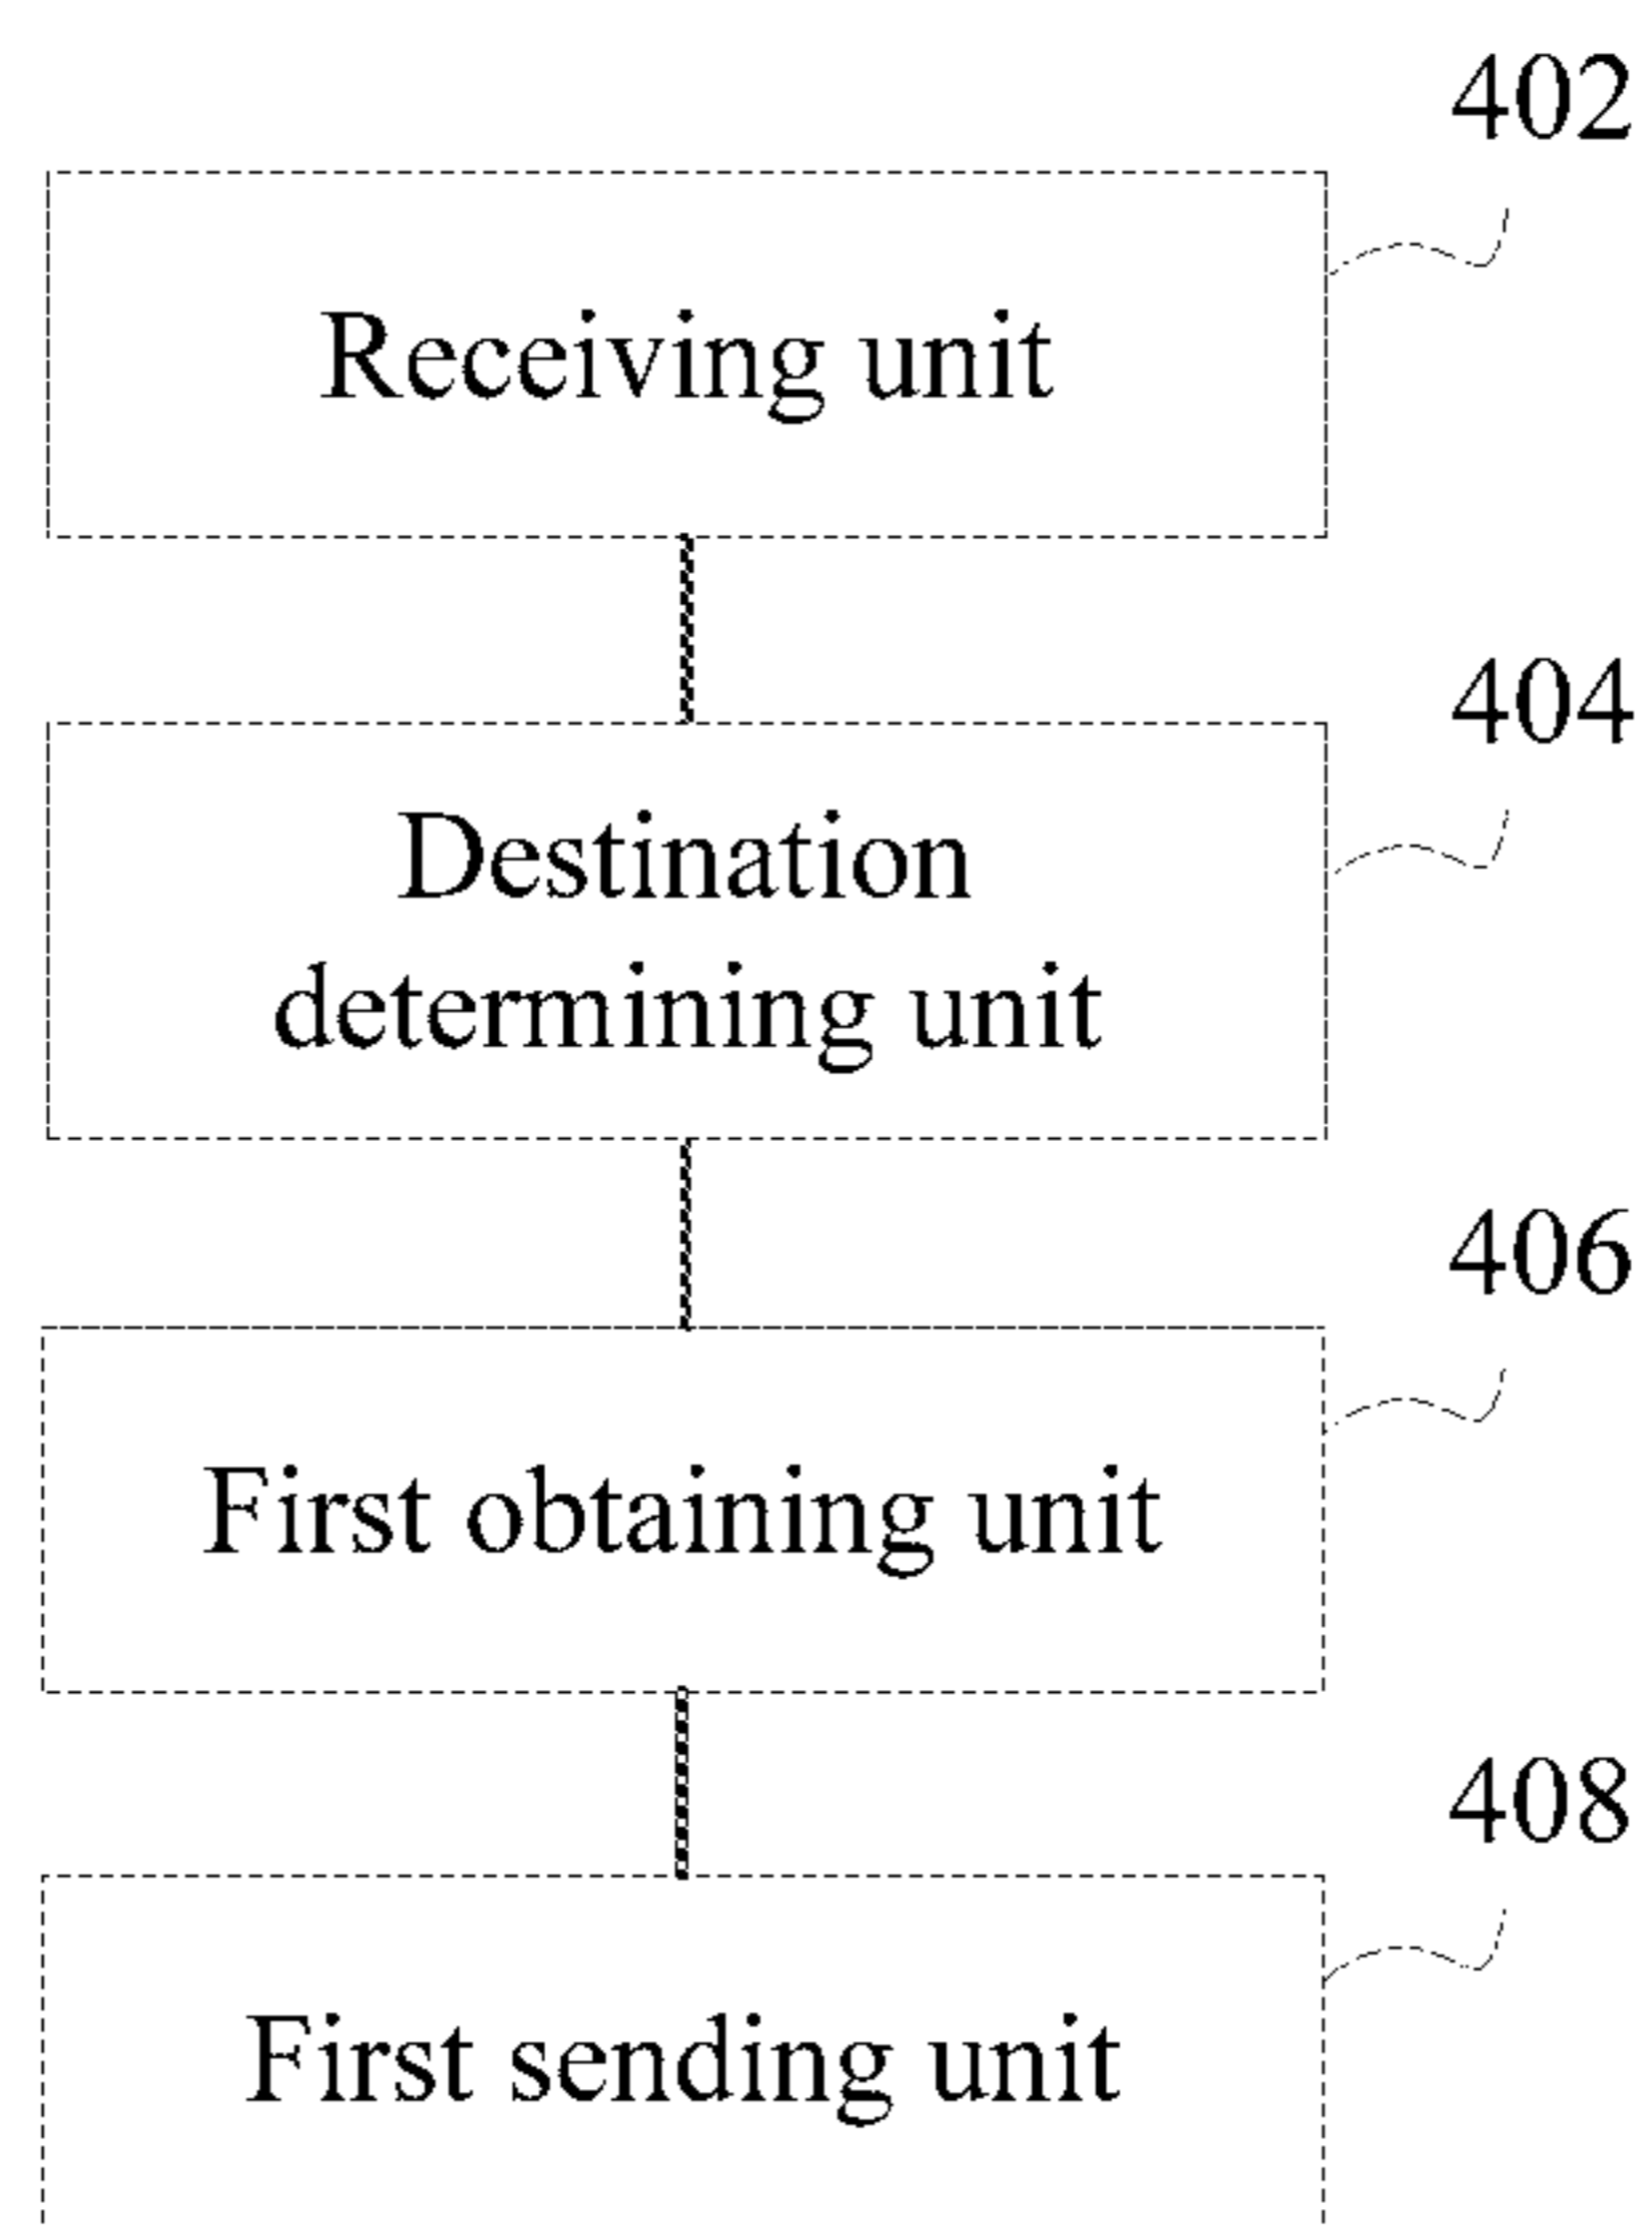 402
Receiving unit
404
Destination
determining unit
406
First obtaining unit
408
First sending unit